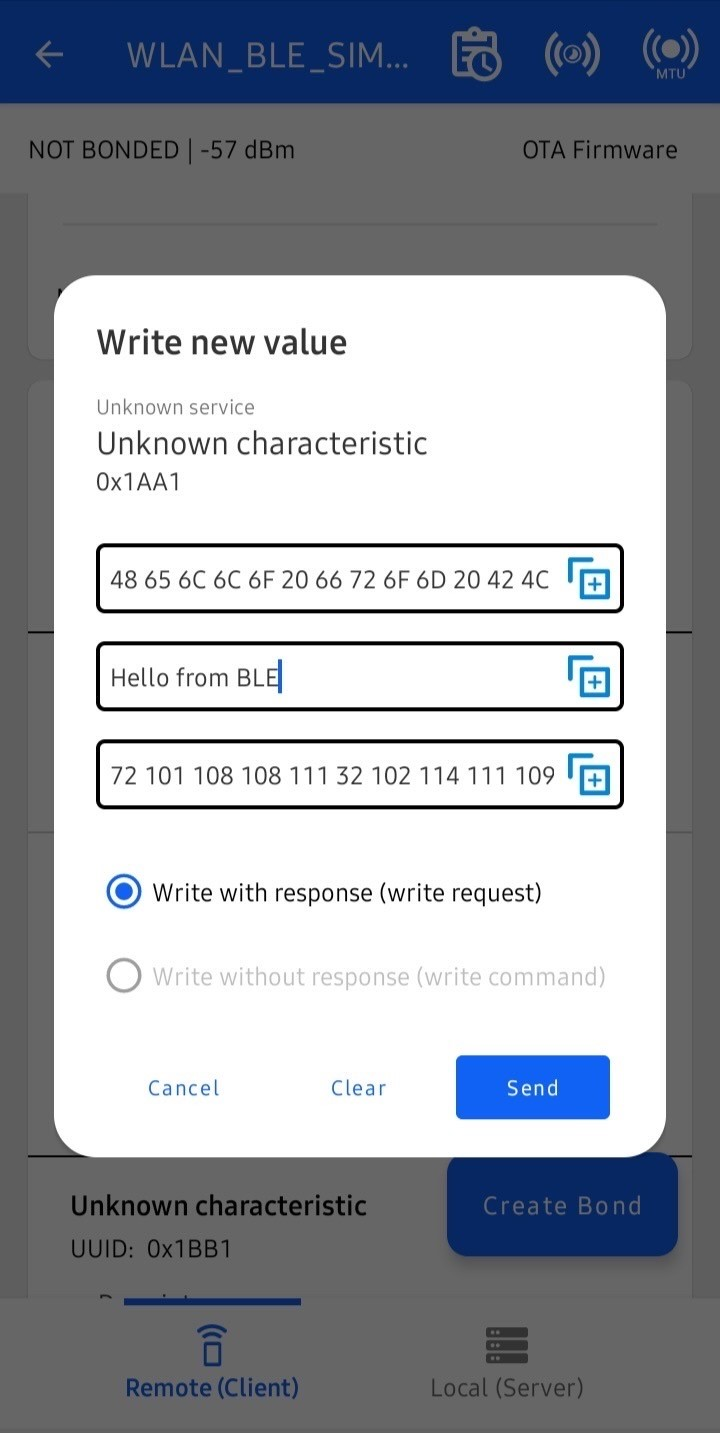 WLAN_BLE_SIM...
MTU
NOT BONDED | -57 dBm
OTA Firmware
Write new value
Unknown service
Unknown characteristic
0x1AA1
48 65 6C 6C 6F 20 66 72 6F 6D 20 42 4C
Hello from BLE
72 101 108 108 111 32 102 114 111 109
Write with response (write request)
Write without response (write command)
Cancel
Clear
Send
Unknown characteristic
Create Bond
UUID: 0x1BB1
Remote (Client)
Local (Server)